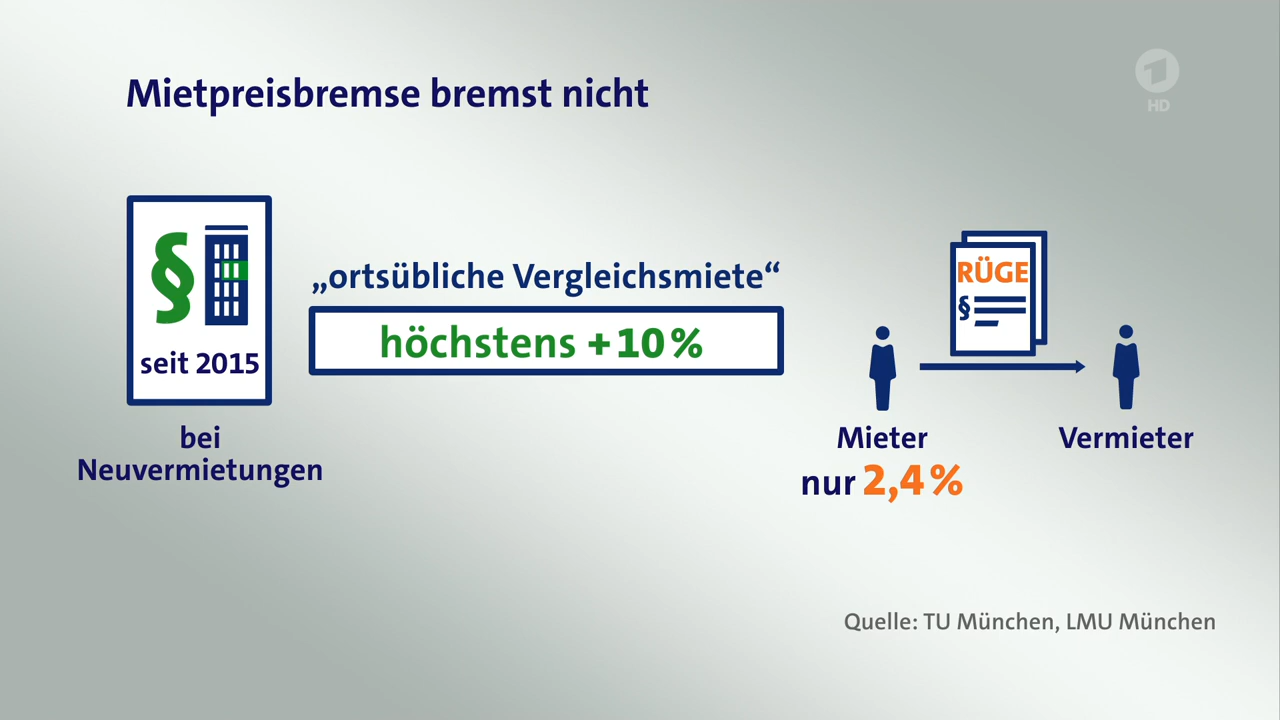 Mietpreisbremse bremst nicht
1
HD
§
seit 2015
bei
Neuvermietungen
„ortsübliche Vergleichsmiete“
höchstens +10 %
RÜGE
§
Mieter
nur 2,4 %
Vermieter
Quelle: TU München, LMU München